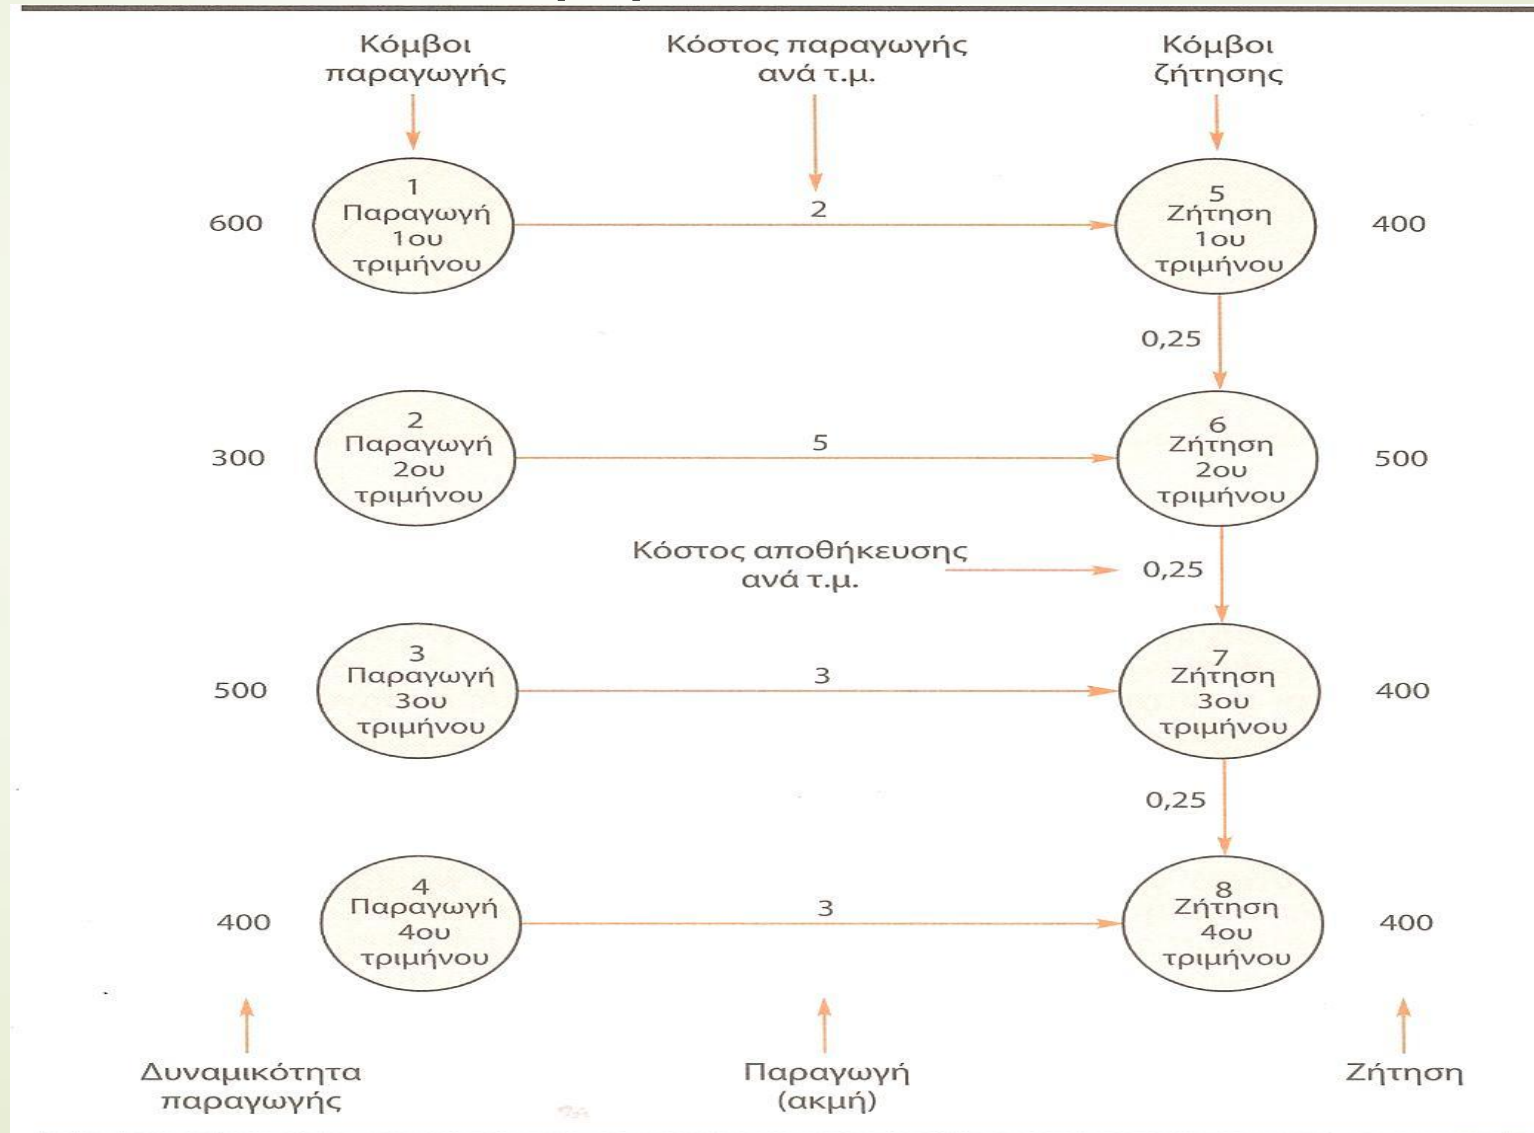 Κόμβοι
παραγωγής
Κόστος παραγωγής
ανά τ.μ.
Κόμβοι
ζήτησης
600
1
Παραγωγή
1ου
τριμήνου
2
5
Ζήτηση
1ου
τριμήνου
400
0,25
300
2
Παραγωγή
2ου
τριμήνου
5
6
Ζήτηση
2ου
τριμήνου
500
Κόστος αποθήκευσης
ανά τ.μ.
0,25
500
3
Παραγωγή
3ου
τριμήνου
3
7
Ζήτηση
3ου
τριμήνου
400
0,25
400
4
Παραγωγή
4ου
τριμήνου
3
8
Ζήτηση
4ου
τριμήνου
400
Δυναμικότητα
παραγωγής
Παραγωγή
(ακμή)
Ζήτηση